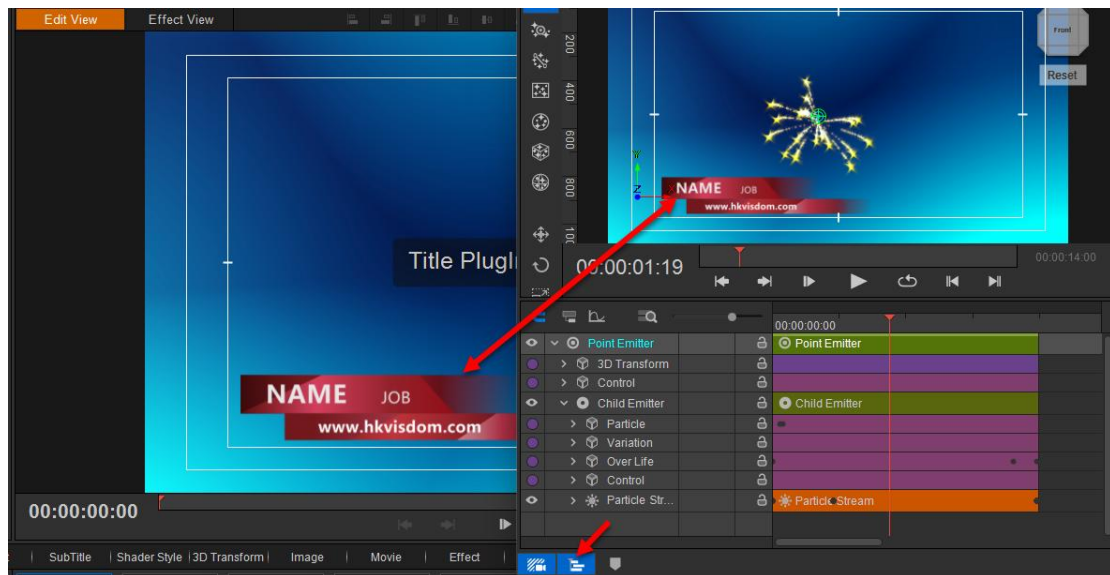 Edit View
Effect View
Title PlugI
NAME JOB
www.hkvisdom.com
00:00:00:00
SubTitle
Shader Style
3D Transform
Image
Movie
Effect
200
400
600
800
Front
Reset
Y
Z
NAME JOB
www.hkvisdom.com
00:00:01:19
00:00:14:00
00:00:00:00
Point Emitter
Point Emitter
3D Transform
Control
Child Emitter
Child Emitter
Particle
Variation
Over Life
Control
Particle Str...
Particle Stream